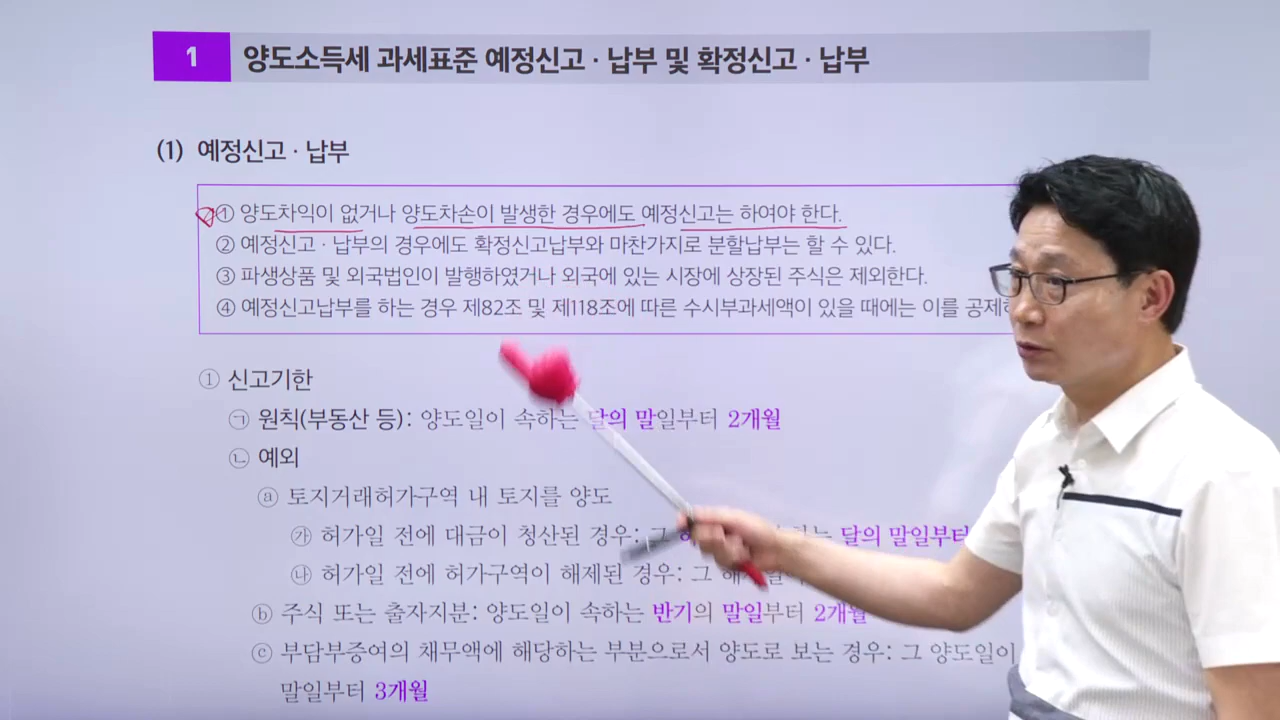 1 양도소득세 과세표준 예정신고 · 납부 및 확정신고 · 납부
(1) 예정신고 · 납부
① 양도차익이 없거나 양도차손이 발생한 경우에도 예정신고는 하여야 한다.
② 예정신고 · 납부의 경우에도 확정신고납부와 마찬가지로 분할납부는 할 수 있다.
③ 파생상품 및 외국법인이 발행하였거나 외국에 있는 시장에 상장된 주식은 제외한다.
④ 예정신고납부를 하는 경우 제82조 및 제118조에 따른 수시부과세액이 있을 때에는 이를
① 신고기한
㉠ 원칙(부동산 등): 양도일이 속하는 달의 말일부터 2개월
㉡ 예외
ⓐ 토지거래허가구역 내 토지를 양도
㉮ 허가일 전에 대금이 청산된 경우: 그 달의 말일부터
㉯ 허가일 전에 허가구역이 해제된 경우: 그
ⓑ 주식 또는 출자지분: 양도일이 속하는 반기의 말일부터 2개월
ⓒ 부담부증여의 채무액에 해당하는 부분으로서 양도로 보는 경우: 그 양도일이
말일부터 3개월